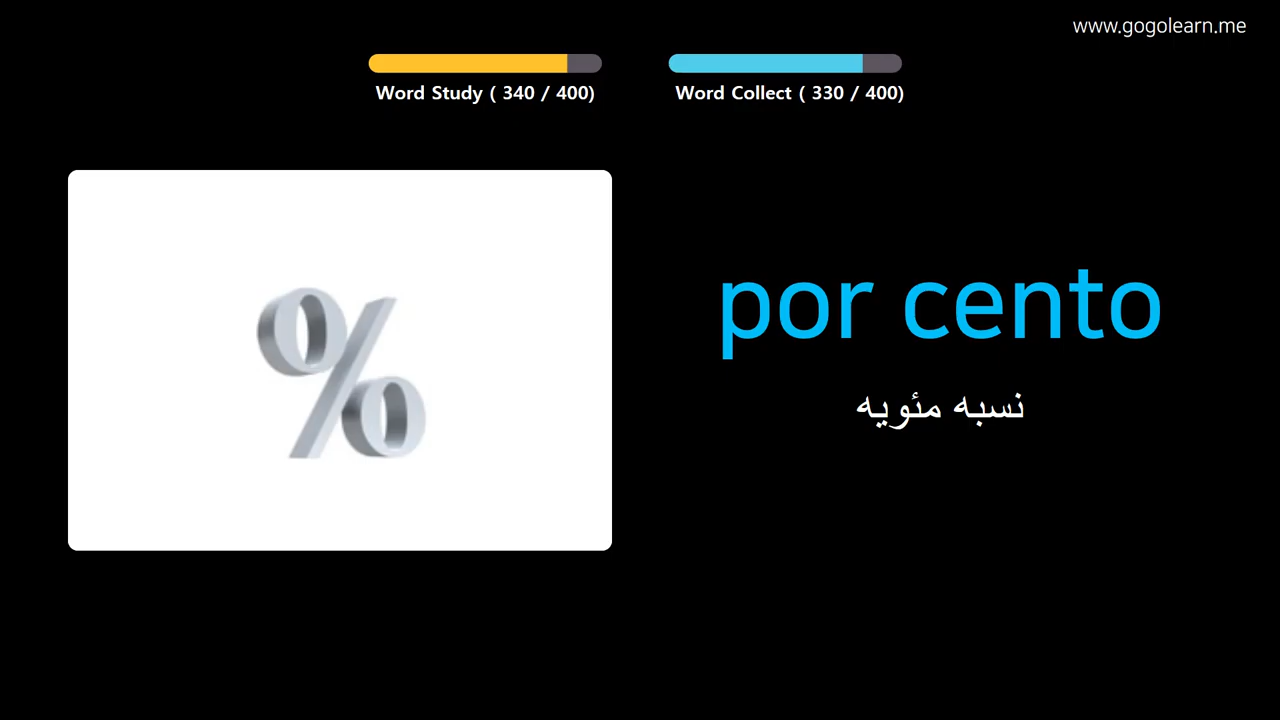 www.gogolearn.me
Word Study ( 340 / 400)
Word Collect ( 330 / 400)
%
por cento
نسبه مئويه